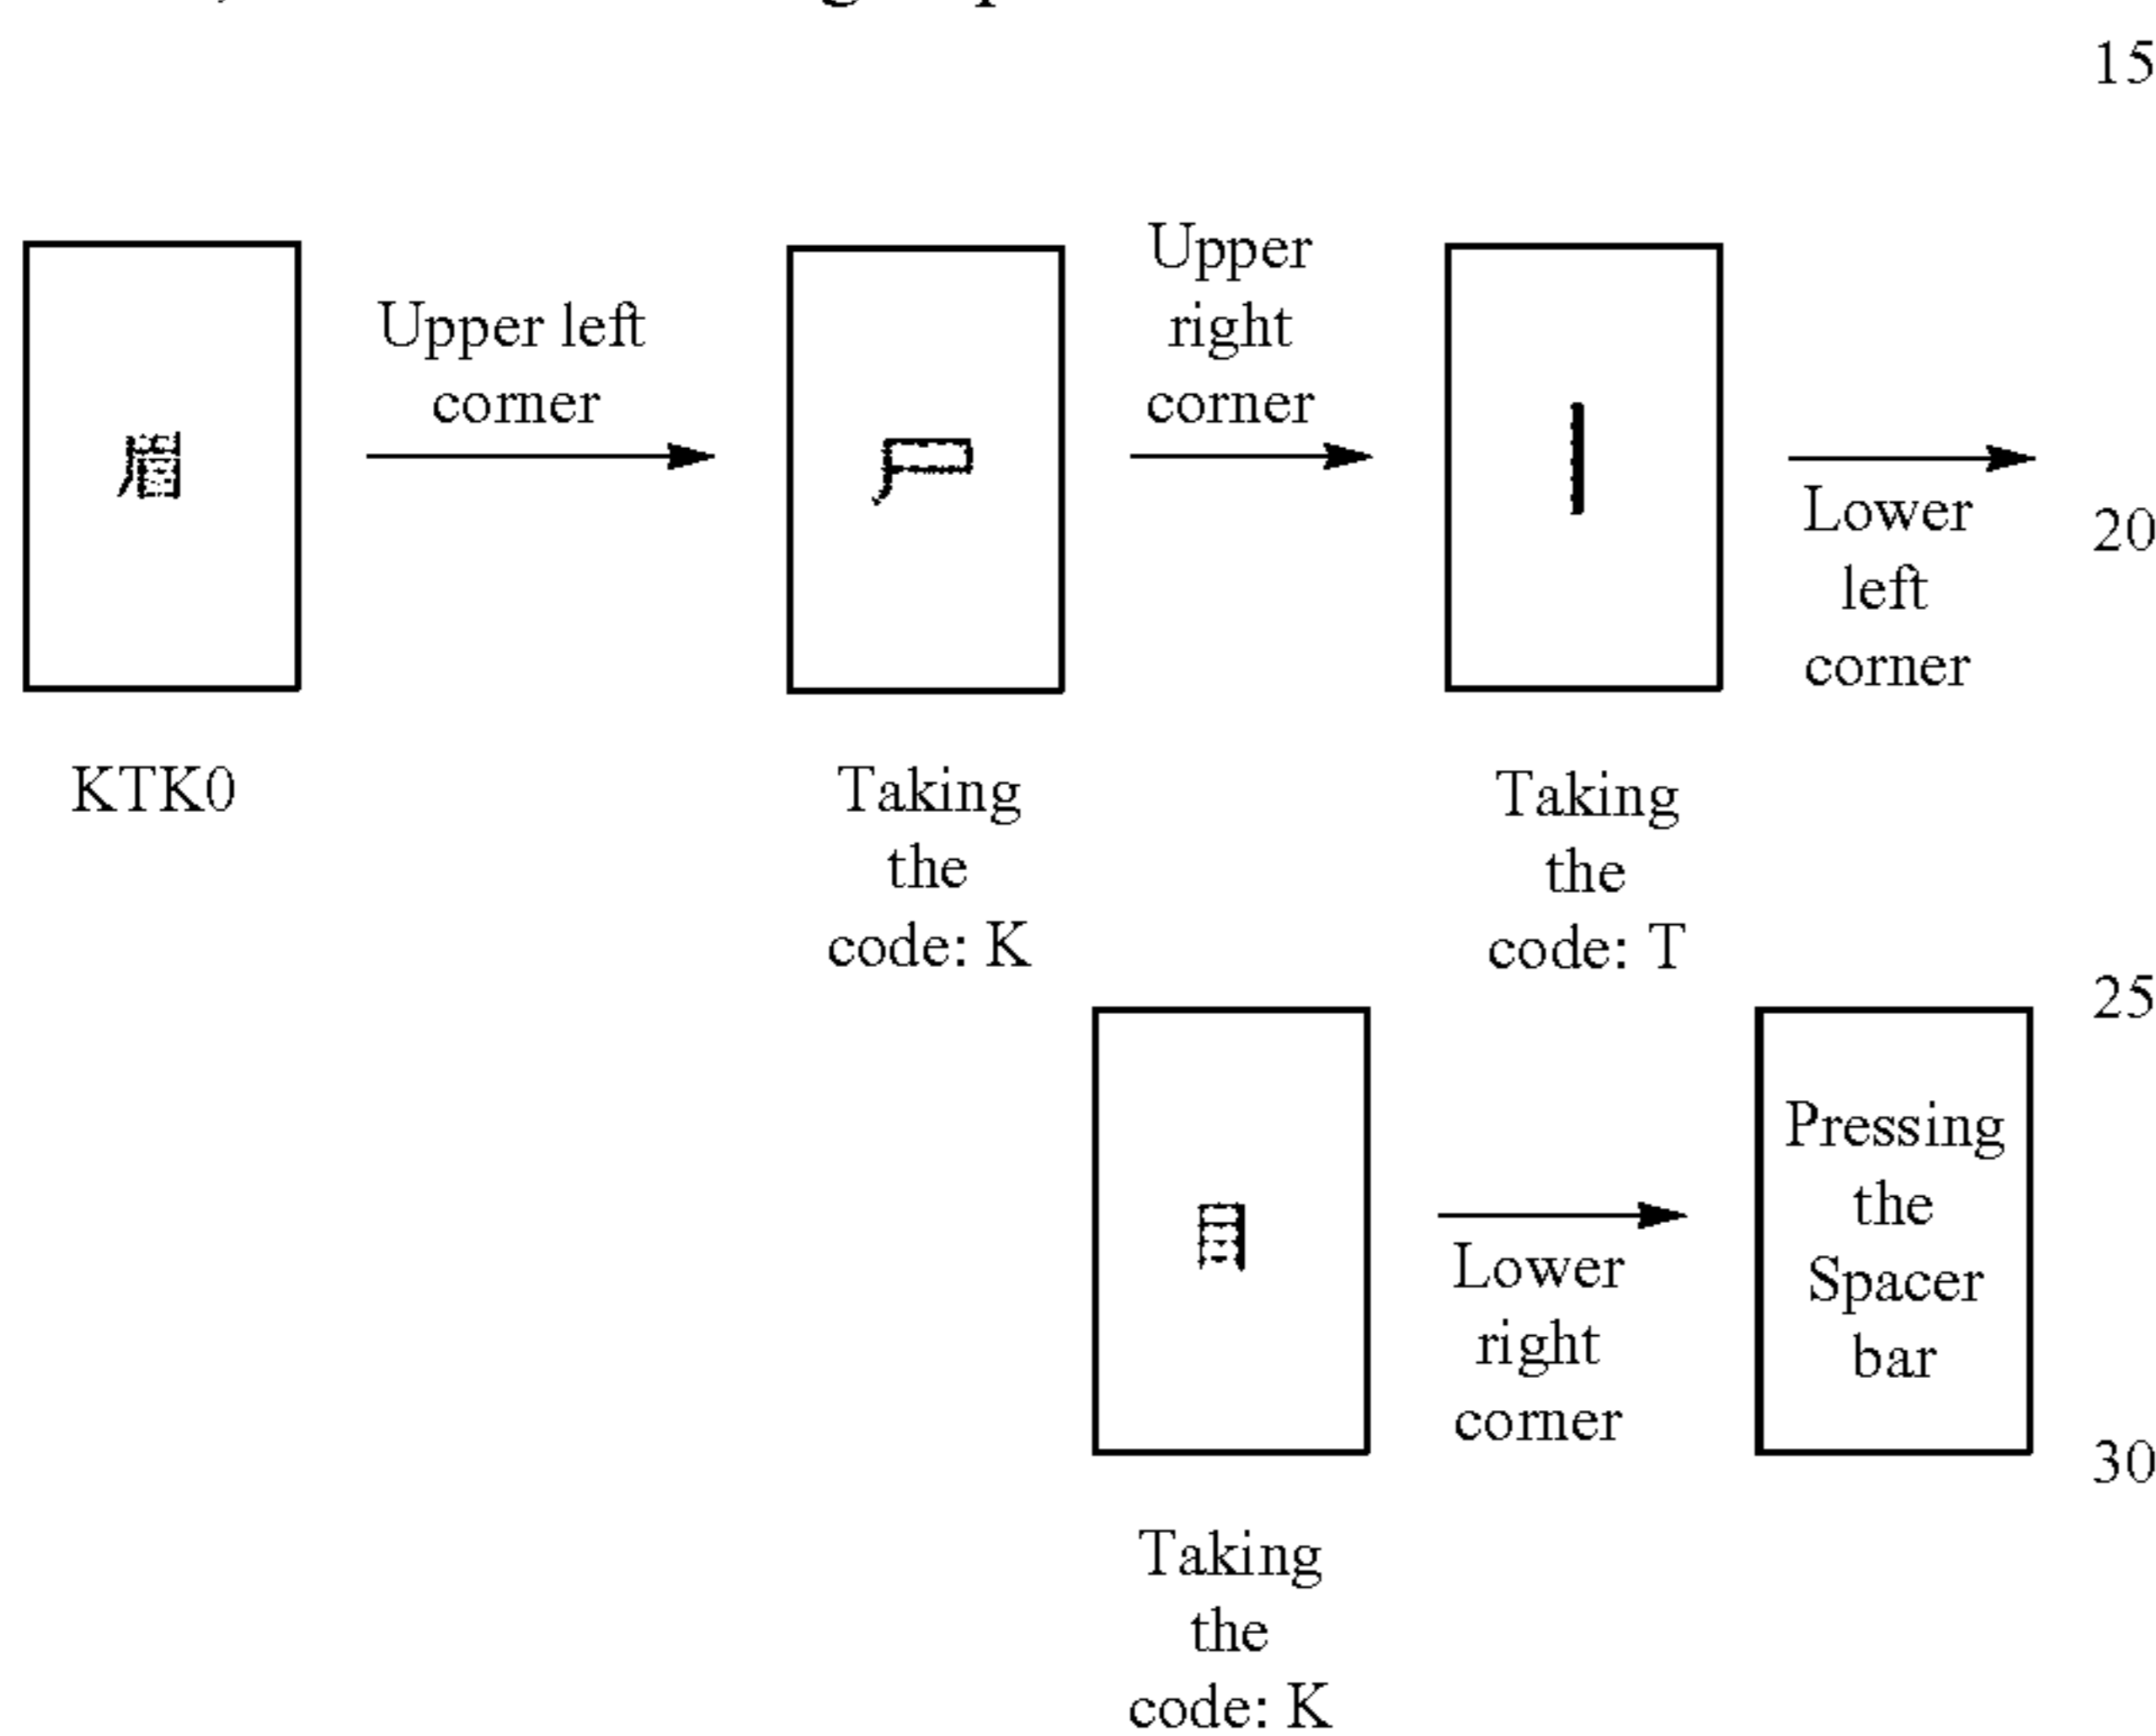 15
眉
Upper left
corner
尸
Upper
right
corner
丨
Lower
left
corner
20
KTK0
Taking
the
code: K
Taking
the
code: T
25
目
Lower
right
corner
Pressing
the
Spacer
bar
30
Taking
the
code: K